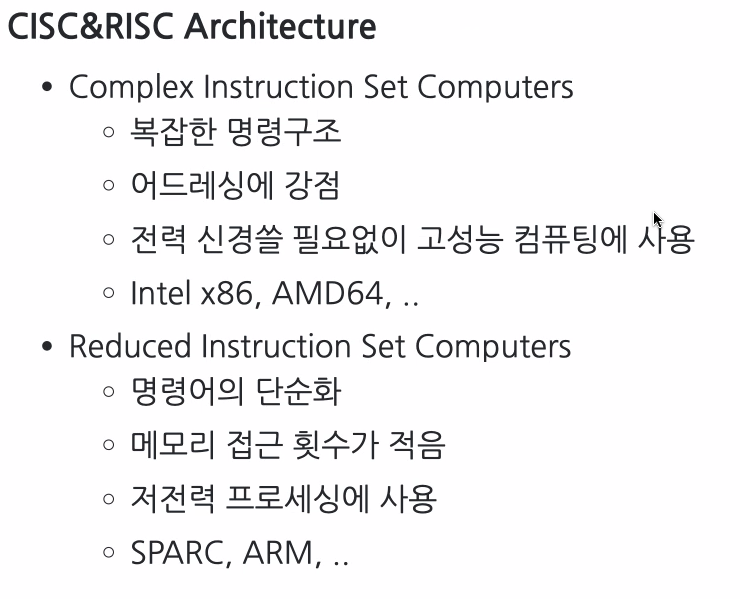 CISC&RISC Architecture
• Complex Instruction Set Computers
◦ 복잡한 명령구조
◦ 어드레싱에 강점
◦ 전력 신경쓸 필요없이 고성능 컴퓨팅에 사용
◦ Intel x86, AMD64, ..
• Reduced Instruction Set Computers
◦ 명령어의 단순화
◦ 메모리 접근 횟수가 적음
◦ 저전력 프로세싱에 사용
◦ SPARC, ARM, ..